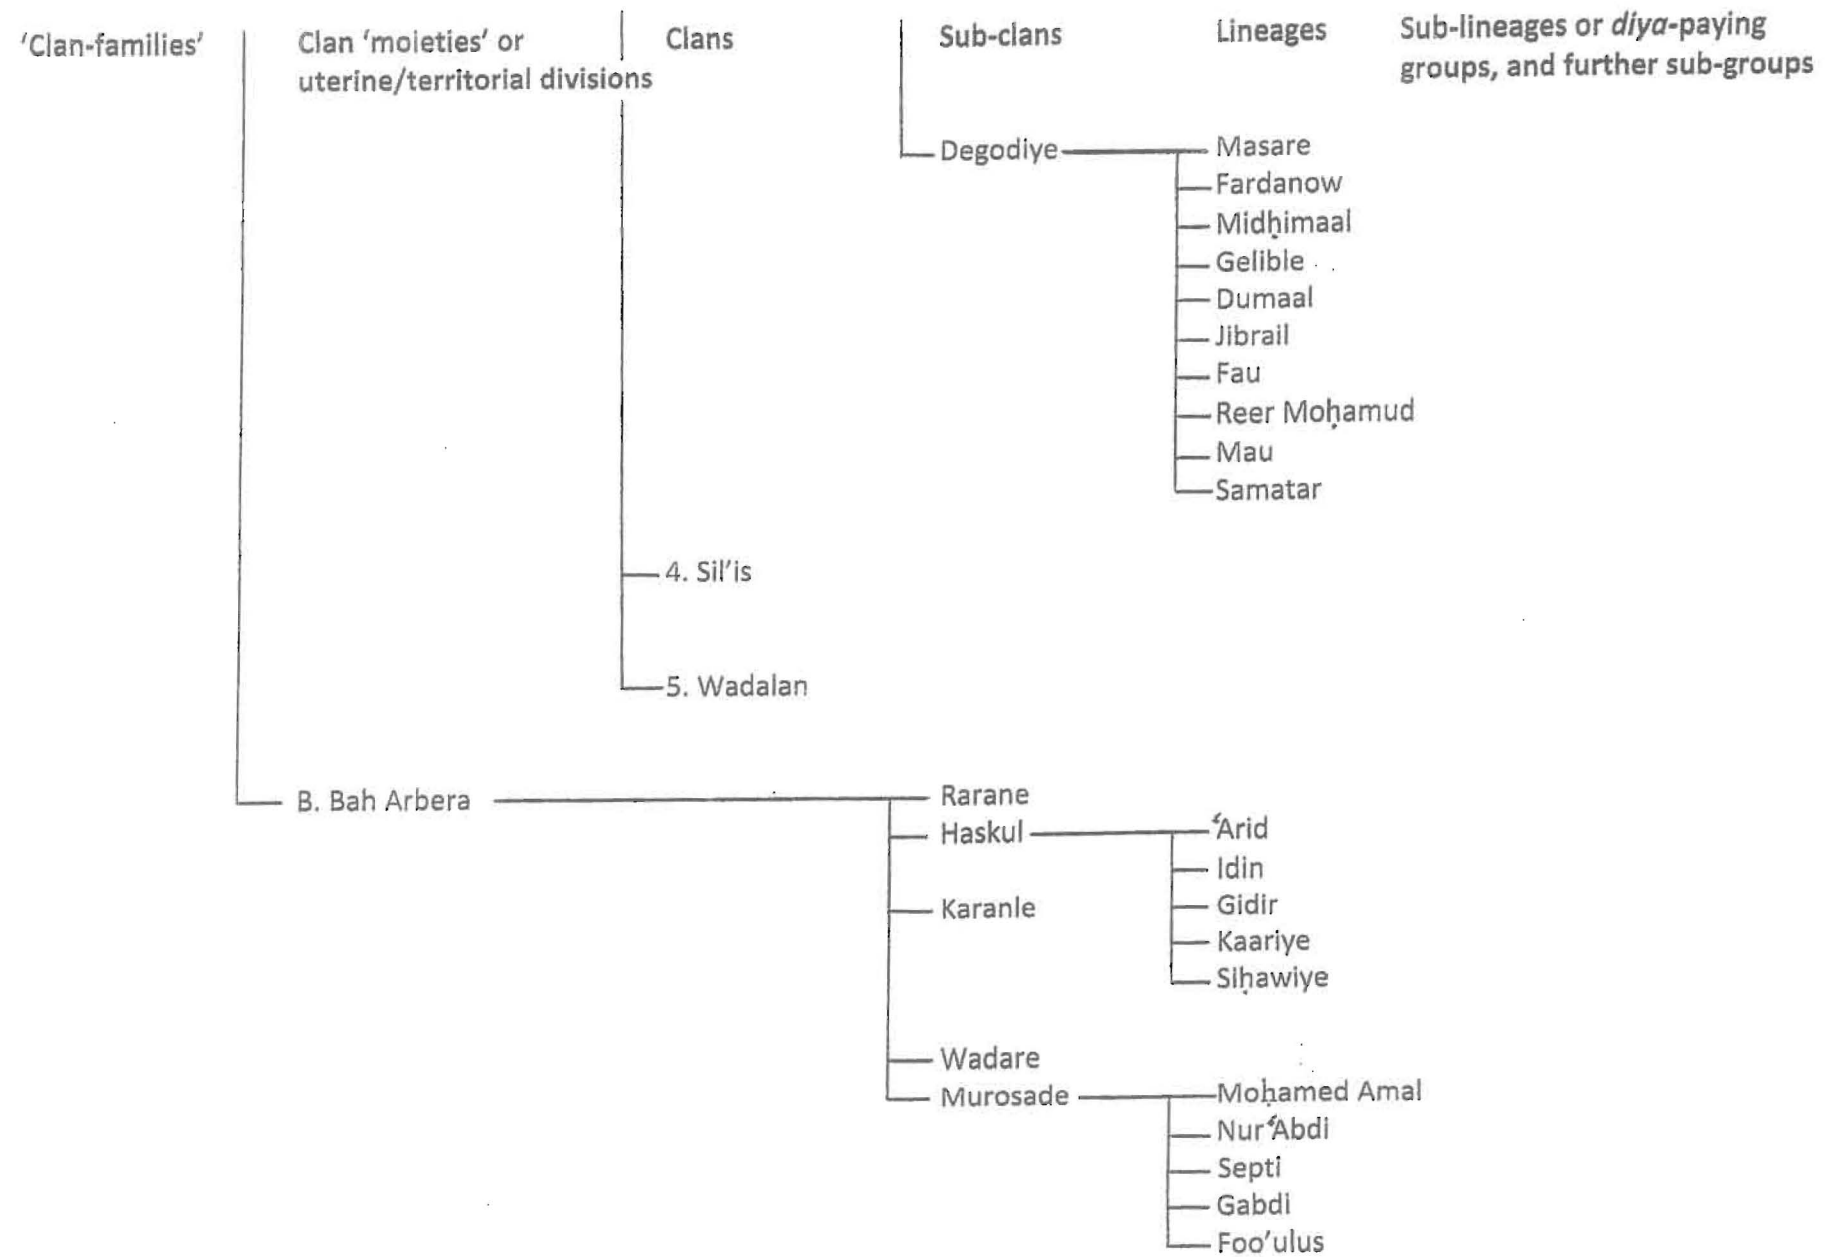 'Clan-families'
Clan 'moieties' or
uterine/territorial divisions
Clans
Sub-clans
Lineages
Sub-lineages or diya-paying
groups, and further sub-groups
Degodiye
Masare
Fardanow
Midḥimaal
Gelible
Dumaal
Jibrail
Fau
Reer Moḥamud
Mau
Samatar
4. Sil'is
5. Wadalan
B. Bah Arbera
Rarane
Haskul
Karanle
Wadare
Murosade
‘Arid
Idin
Gidir
Kaariye
Siḥawiye
Moḥamed Amal
Nur ‘Abdi
Septi
Gabdi
Foo'ulus